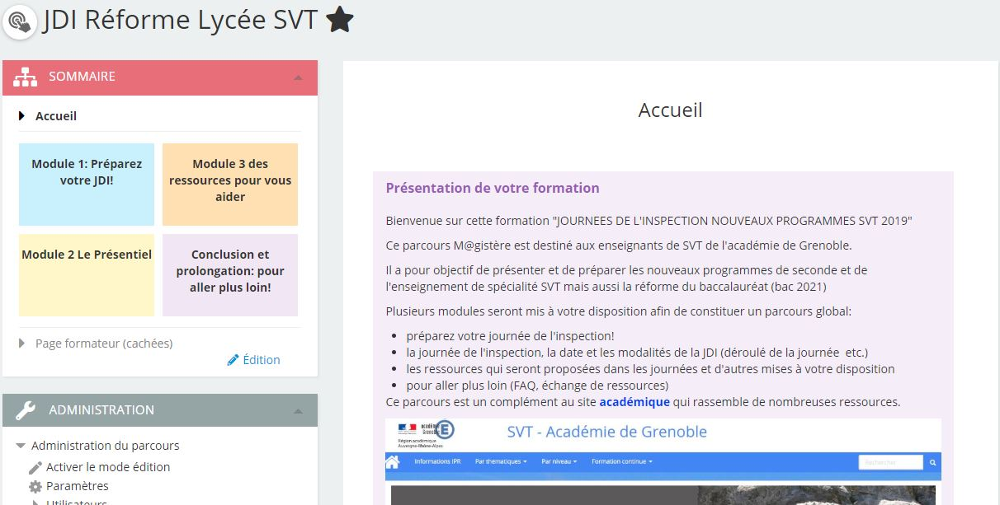 JDI Réforme Lycée SVT
SOMMAIRE
Accueil
Module 1: Préparez
votre JDI!
Module 3 des
ressources pour vous
aider
Module 2 Le Présentiel
Conclusion et
prolongation: pour
aller plus loin!
Page formateur (cachées)
Édition
ADMINISTRATION
Administration du parcours
Activer le mode édition
Paramètres
Utilisateurs
Accueil
Présentation de votre formation
Bienvenue sur cette formation "JOURNEES DE L'INSPECTION NOUVEAUX PROGRAMMES SVT 2019"
Ce parcours M@gistère est destiné aux enseignants de SVT de l'académie de Grenoble.
Il a pour objectif de présenter et de préparer les nouveaux programmes de seconde et de
l'enseignement de spécialité SVT mais aussi la réforme du baccalauréat (bac 2021)
Plusieurs modules seront mis à votre disposition afin de constituer un parcours global:
préparez votre journée de l'inspection!
la journée de l'inspection, la date et les modalités de la JDI (déroulé de la journée etc.)
les ressources qui seront proposées dans les journées et d'autres mises à votre disposition
pour aller plus loin (FAQ, échange de ressources)
Ce parcours est un complément au site académique qui rassemble de nombreuses ressources.
académie
Grenoble
Région académique
Auvergne-Rhône-Alpes
SVT - Académie de Grenoble
Informations IPR Par thématiques Par niveau Formation continue Rechercher